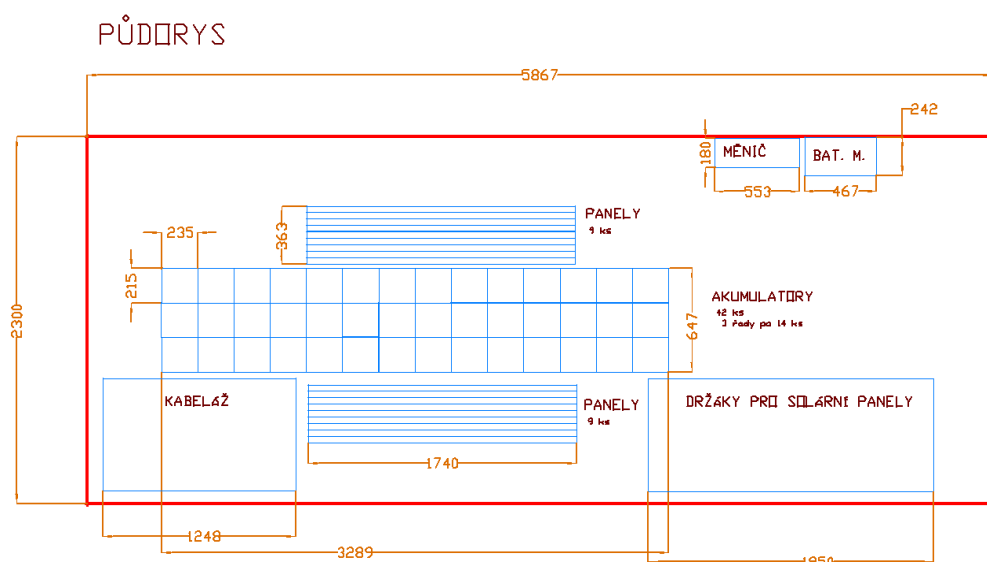 PŮDORYS
5867
242
180
MĚNIČ
BAT. M.
553
467
363
PANELY
9 ks
235
215
AKUMULATORY
42 ks
3 řady po 14 ks
647
2300
KABELÁŽ
PANELY
9 ks
DRŽÁKY PRO SOLÁRNÍ PANELY
1740
1248
3289